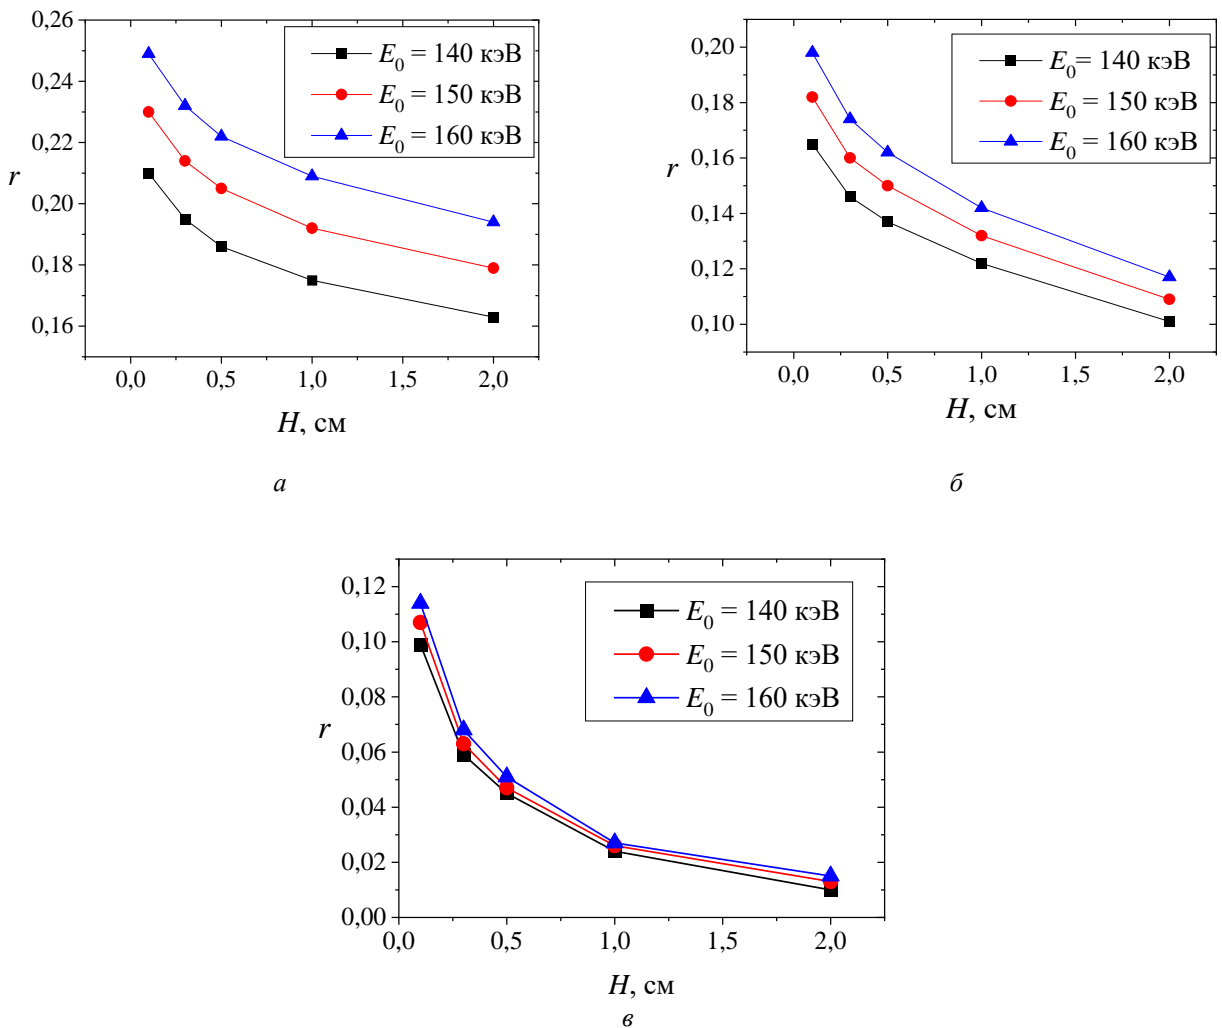 0,26
0,24
0,22
0,20
0,18
0,16
r
E0 = 140 кэВ
E0 = 150 кэВ
E0 = 160 кэВ
0,0 0,5 1,0 1,5 2,0
H, см
а
0,20
0,18
0,16
0,14
0,12
0,10
r
E0= 140 кэВ
E0 = 150 кэВ
E0 = 160 кэВ
0,0 0,5 1,0 1,5 2,0
H, см
б
0,12
0,10
0,08
0,06
0,04
0,02
0,00
r
E0 = 140 кэВ
E0 = 150 кэВ
E0 = 160 кэВ
0,0 0,5 1,0 1,5 2,0
H, см
в